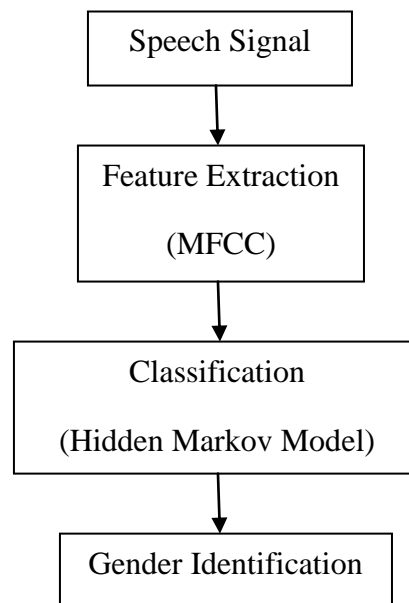 Speech Signal
Feature Extraction
(MFCC)
Classification
(Hidden Markov Model)
Gender Identification